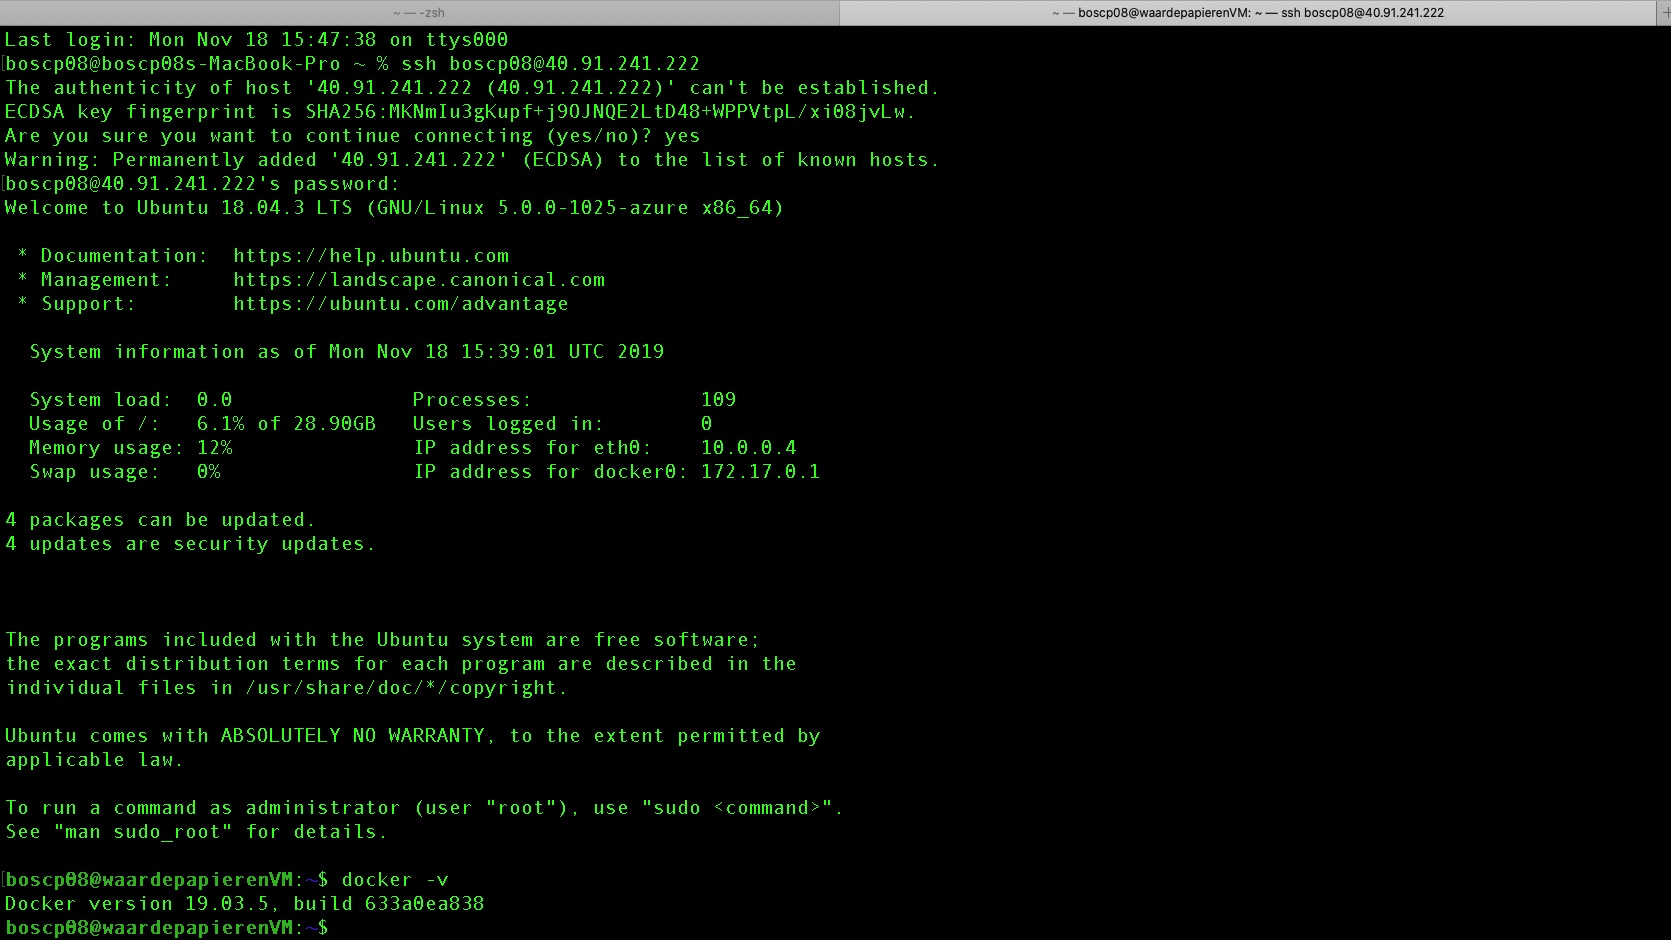 ~ — -zsh
~ — boscp08@waardepapierenVM: ~ — ssh boscp08@40.91.241.222
Last login: Mon Nov 18 15:47:38 on ttys000
[boscp08@boscp08s-MacBook-Pro ~ % ssh boscp08@40.91.241.222
The authenticity of host '40.91.241.222 (40.91.241.222)' can't be established.
ECDSA key fingerprint is SHA256:MKNmIu3gKupf+j9OJNQE2LtD48+WPPVtpL/xi08jvLw.
Are you sure you want to continue connecting (yes/no)? yes
Warning: Permanently added '40.91.241.222' (ECDSA) to the list of known hosts.
[boscp08@40.91.241.222's password:
Welcome to Ubuntu 18.04.3 LTS (GNU/Linux 5.0.0-1025-azure x86_64)
* Documentation:  https://help.ubuntu.com
* Management:     https://landscape.canonical.com
* Support:        https://ubuntu.com/advantage
System information as of Mon Nov 18 15:39:01 UTC 2019
System load:  0.0               Processes:              109
Usage of /:   6.1% of 28.90GB   Users logged in:        0
Memory usage: 12%               IP address for eth0:    10.0.0.4
Swap usage:   0%                IP address for docker0: 172.17.0.1
4 packages can be updated.
4 updates are security updates.
The programs included with the Ubuntu system are free software;
the exact distribution terms for each program are described in the
individual files in /usr/share/doc/*/copyright.
Ubuntu comes with ABSOLUTELY NO WARRANTY, to the extent permitted by
applicable law.
To run a command as administrator (user "root"), use "sudo <command>".
See "man sudo_root" for details.
[boscp08@waardepapierenVM:~$ docker -v
Docker version 19.03.5, build 633a0ea838
boscp08@waardepapierenVM:~$